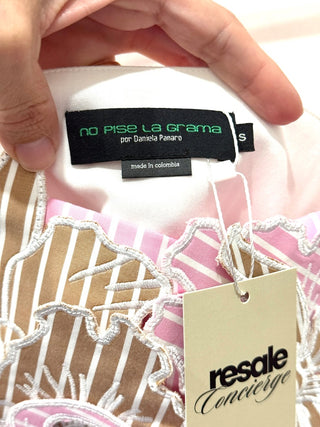 no pise la grama
por Daniela Panaro
S
made in colombia
resale
Concierge